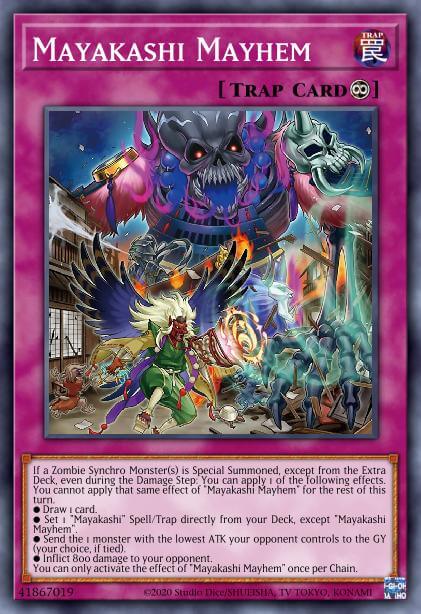 Mayakashi Mayhem
TRAP
罠
[Trap Card]
If a Zombie Synchro Monster(s) is Special Summoned, except from the Extra
Deck, even during the Damage Step: You can apply 1 of the following effects.
You cannot apply that same effect of "Mayakashi Mayhem" for the rest of this
turn.
● Draw 1 card.
● Set 1 "Mayakashi" Spell/Trap directly from your Deck, except "Mayakashi
Mayhem".
● Send the 1 monster with the lowest ATK your opponent controls to the GY
(your choice, if tied).
● Inflict 800 damage to your opponent.
You can only activate the effect of "Mayakashi Mayhem" once per Chain.
41867019
©2020 Studio Dice/SHUEISHA, TV TOKYO, KONAMI